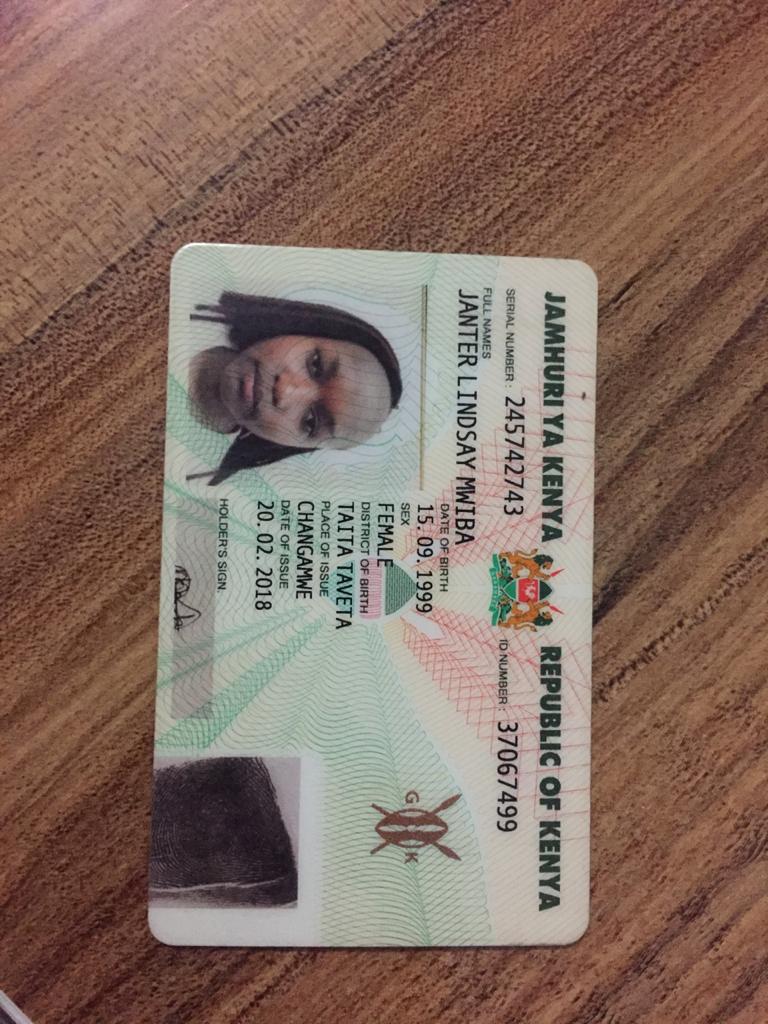 JAMHURI YA KENYA REPUBLIC OF KENYA
SERIAL NUMBER: 245742743 ID NUMBER: 37067499
FULL NAMES
JANTER LINDSAY MWIBA
DATE OF BIRTH
15.09.1999
SEX
FEMALE
DISTRICT OF BIRTH
TAITA TAVETA
PLACE OF ISSUE
CHANGAMWE
DATE OF ISSUE
20.02.2018
HOLDER'S SIGN.
G K